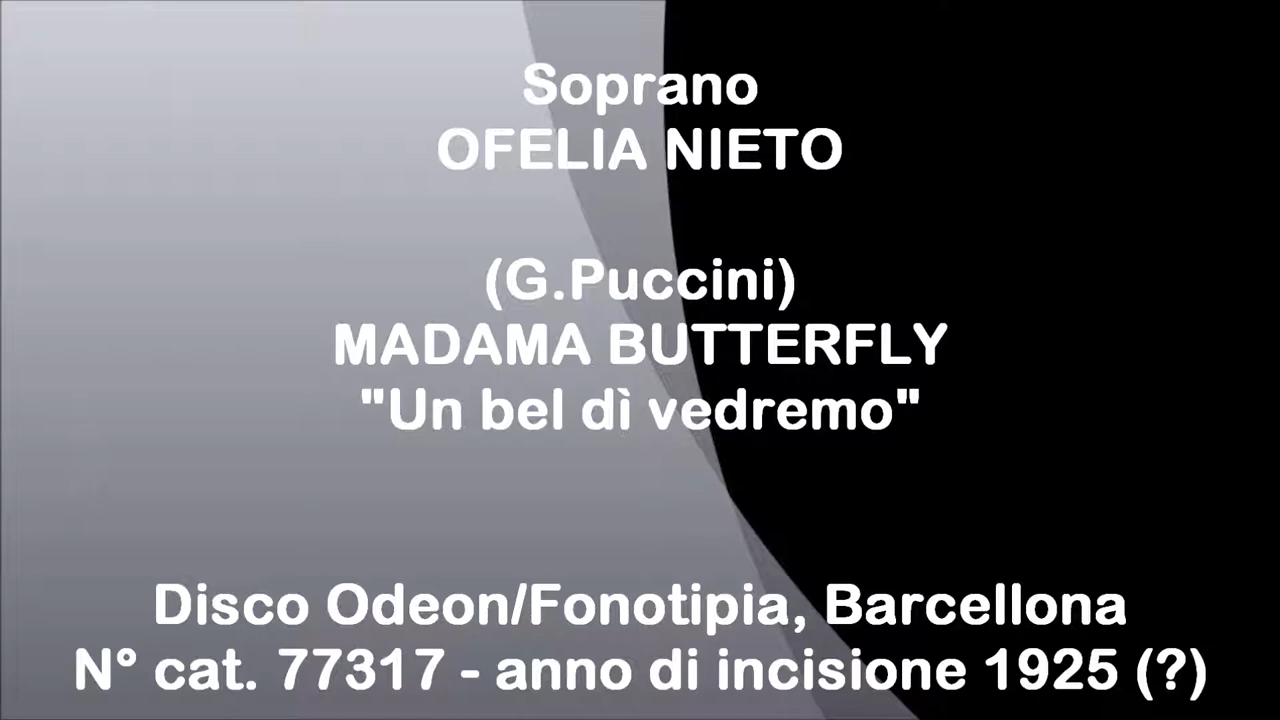 Soprano
OFELIA NIETO
(G.Puccini)
MADAMA BUTTERFLY
"Un bel dì vedremo"
Disco Odeon/Fonotipia, Barcellona
N° cat. 77317 - anno di incisione 1925 (?)